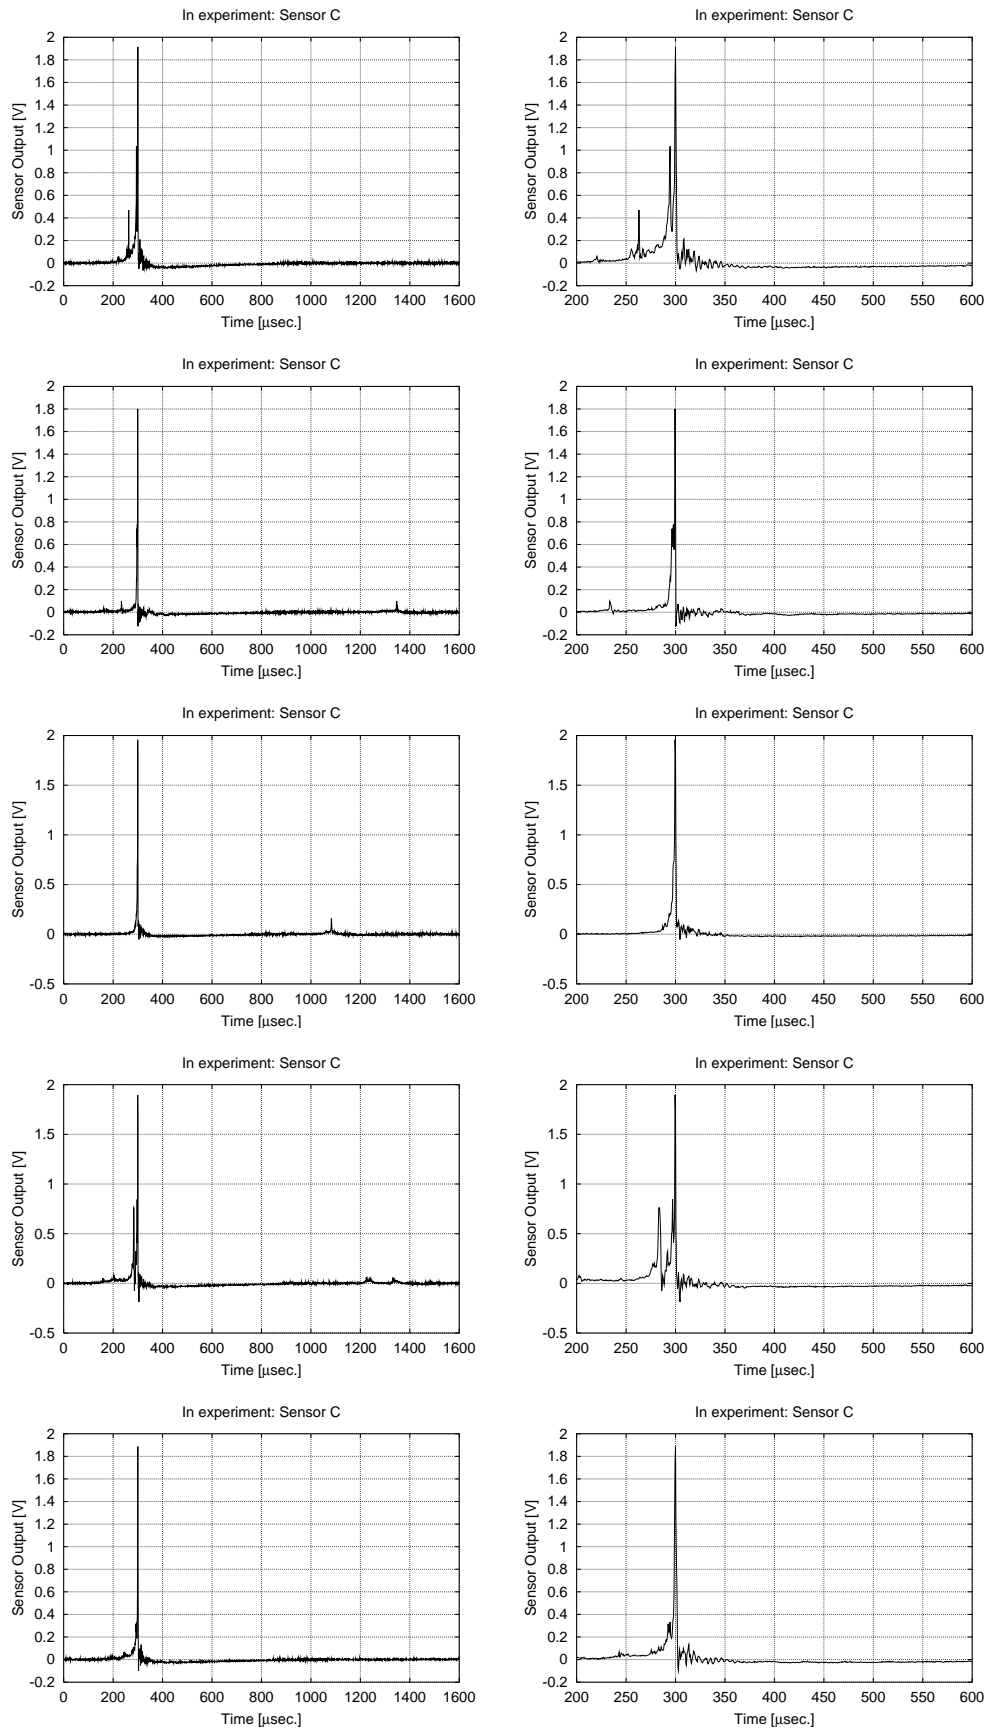 In experiment: Sensor C
2
1.8
1.6
1.4
1.2
1
0.8
0.6
0.4
0.2
0
-0.2
Sensor Output [V]
0 200 400 600 800 1000 1200 1400 1600
Time [μsec.]
In experiment: Sensor C
2
1.8
1.6
1.4
1.2
1
0.8
0.6
0.4
0.2
0
-0.2
Sensor Output [V]
200 250 300 350 400 450 500 550 600
Time [μsec.]
In experiment: Sensor C
2
1.8
1.6
1.4
1.2
1
0.8
0.6
0.4
0.2
0
-0.2
Sensor Output [V]
0 200 400 600 800 1000 1200 1400 1600
Time [μsec.]
In experiment: Sensor C
2
1.8
1.6
1.4
1.2
1
0.8
0.6
0.4
0.2
0
-0.2
Sensor Output [V]
200 250 300 350 400 450 500 550 600
Time [μsec.]
In experiment: Sensor C
2
1.5
1
0.5
0
-0.5
Sensor Output [V]
0 200 400 600 800 1000 1200 1400 1600
Time [μsec.]
In experiment: Sensor C
2
1.5
1
0.5
0
-0.5
Sensor Output [V]
200 250 300 350 400 450 500 550 600
Time [μsec.]
In experiment: Sensor C
2
1.5
1
0.5
0
-0.5
Sensor Output [V]
0 200 400 600 800 1000 1200 1400 1600
Time [μsec.]
In experiment: Sensor C
2
1.5
1
0.5
0
-0.5
Sensor Output [V]
200 250 300 350 400 450 500 550 600
Time [μsec.]
In experiment: Sensor C
2
1.8
1.6
1.4
1.2
1
0.8
0.6
0.4
0.2
0
-0.2
Sensor Output [V]
0 200 400 600 800 1000 1200 1400 1600
Time [μsec.]
In experiment: Sensor C
2
1.8
1.6
1.4
1.2
1
0.8
0.6
0.4
0.2
0
-0.2
Sensor Output [V]
200 250 300 350 400 450 500 550 600
Time [μsec.]